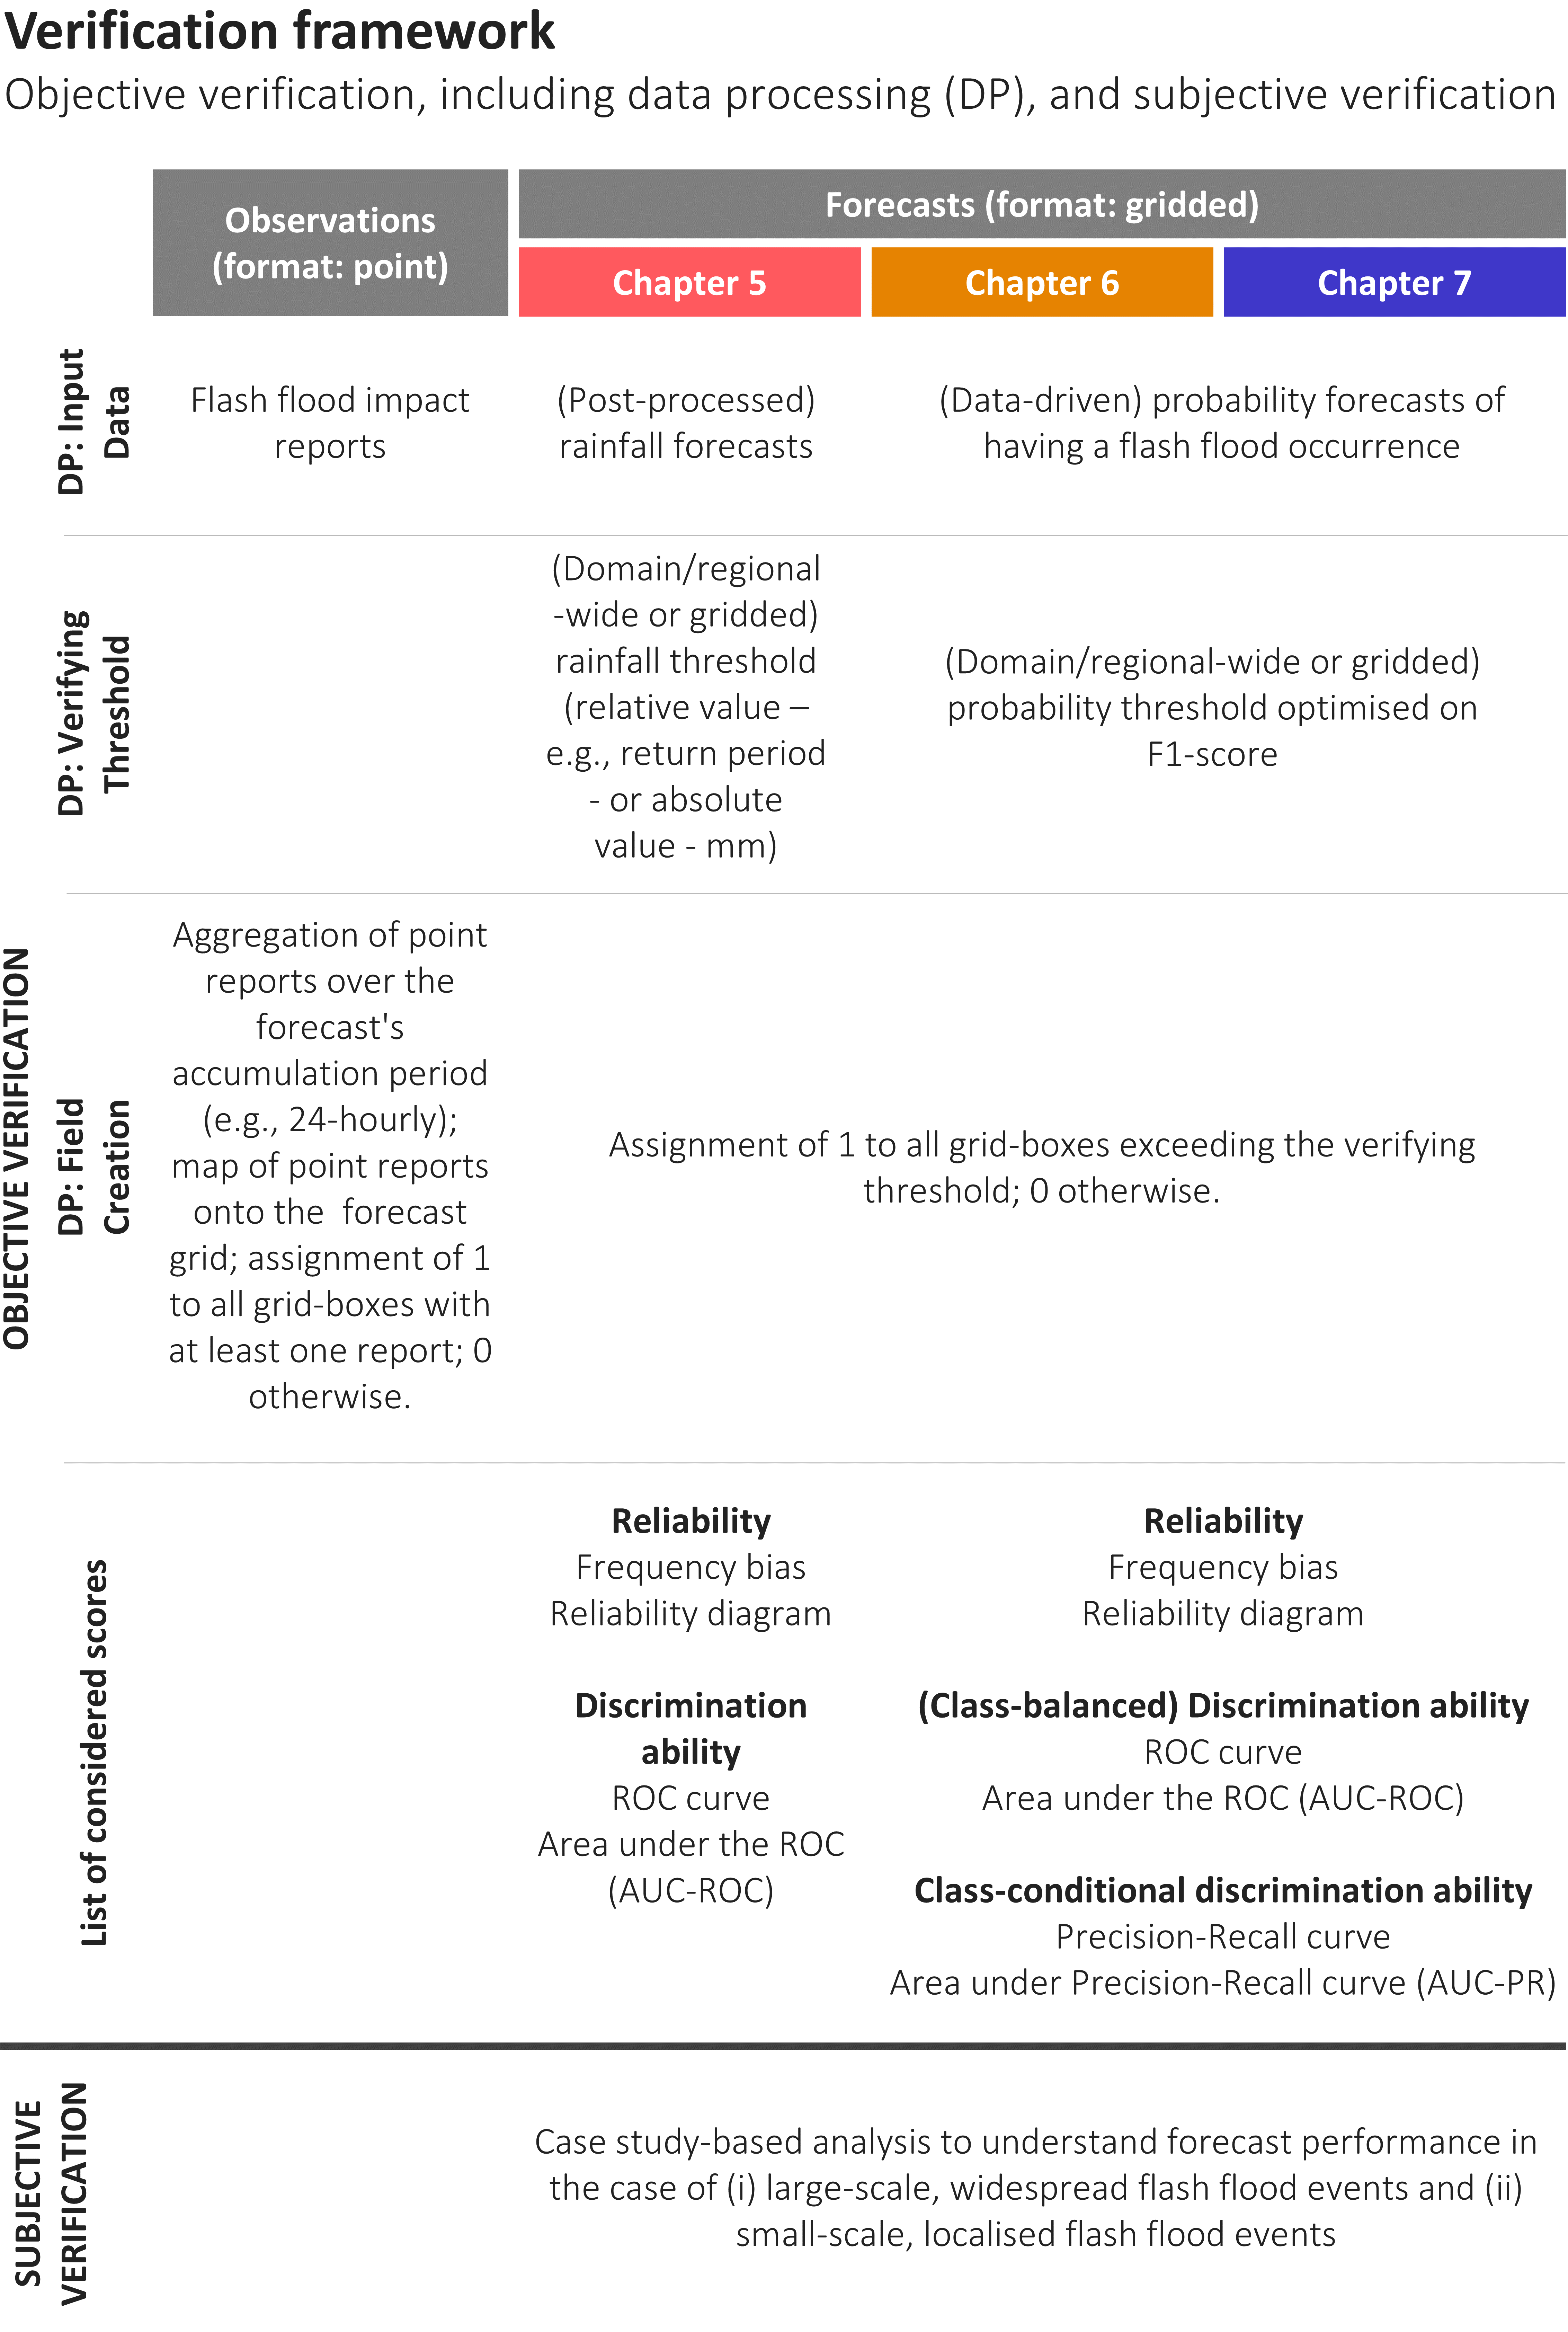 Verification framework
Objective verification, including data processing (DP), and subjective verification
Observations
(format: point)
Forecasts (format: gridded)
Chapter 5
Chapter 6
Chapter 7
OBJECTIVE VERIFICATION
DP: Input
Data
Flash flood impact
reports
(Post-processed)
rainfall forecasts
(Data-driven) probability forecasts of
having a flash flood occurrence
DP: Verifying
Threshold
(Domain/regional
-wide or gridded)
rainfall threshold
(relative value –
e.g., return period
- or absolute
value - mm)
(Domain/regional-wide or gridded)
probability threshold optimised on
F1-score
DP: Field
Creation
Aggregation of point
reports over the
forecast's
accumulation period
(e.g., 24-hourly);
map of point reports
onto the  forecast
grid; assignment of 1
to all grid-boxes with
at least one report; 0
otherwise.
Assignment of 1 to all grid-boxes exceeding the verifying
threshold; 0 otherwise.
List of considered scores
Reliability
Frequency bias
Reliability diagram
Discrimination
ability
ROC curve
Area under the ROC
(AUC-ROC)
Reliability
Frequency bias
Reliability diagram
(Class-balanced) Discrimination ability
ROC curve
Area under the ROC (AUC-ROC)
Class-conditional discrimination ability
Precision-Recall curve
Area under Precision-Recall curve (AUC-PR)
SUBJECTIVE
VERIFICATION
Case study-based analysis to understand forecast performance in
the case of (i) large-scale, widespread flash flood events and (ii)
small-scale, localised flash flood events